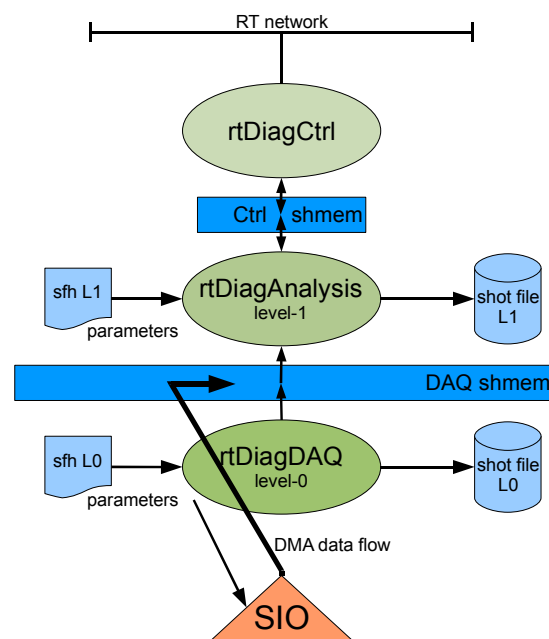 RT network
rtDiagCtrl
Ctrl shmem
sfh L1
parameters
rtDiagAnalysis
level-1
shot file
L1
DAQ shmem
sfh L0
parameters
rtDiagDAQ
level-0
shot file
L0
DMA data flow
SIO